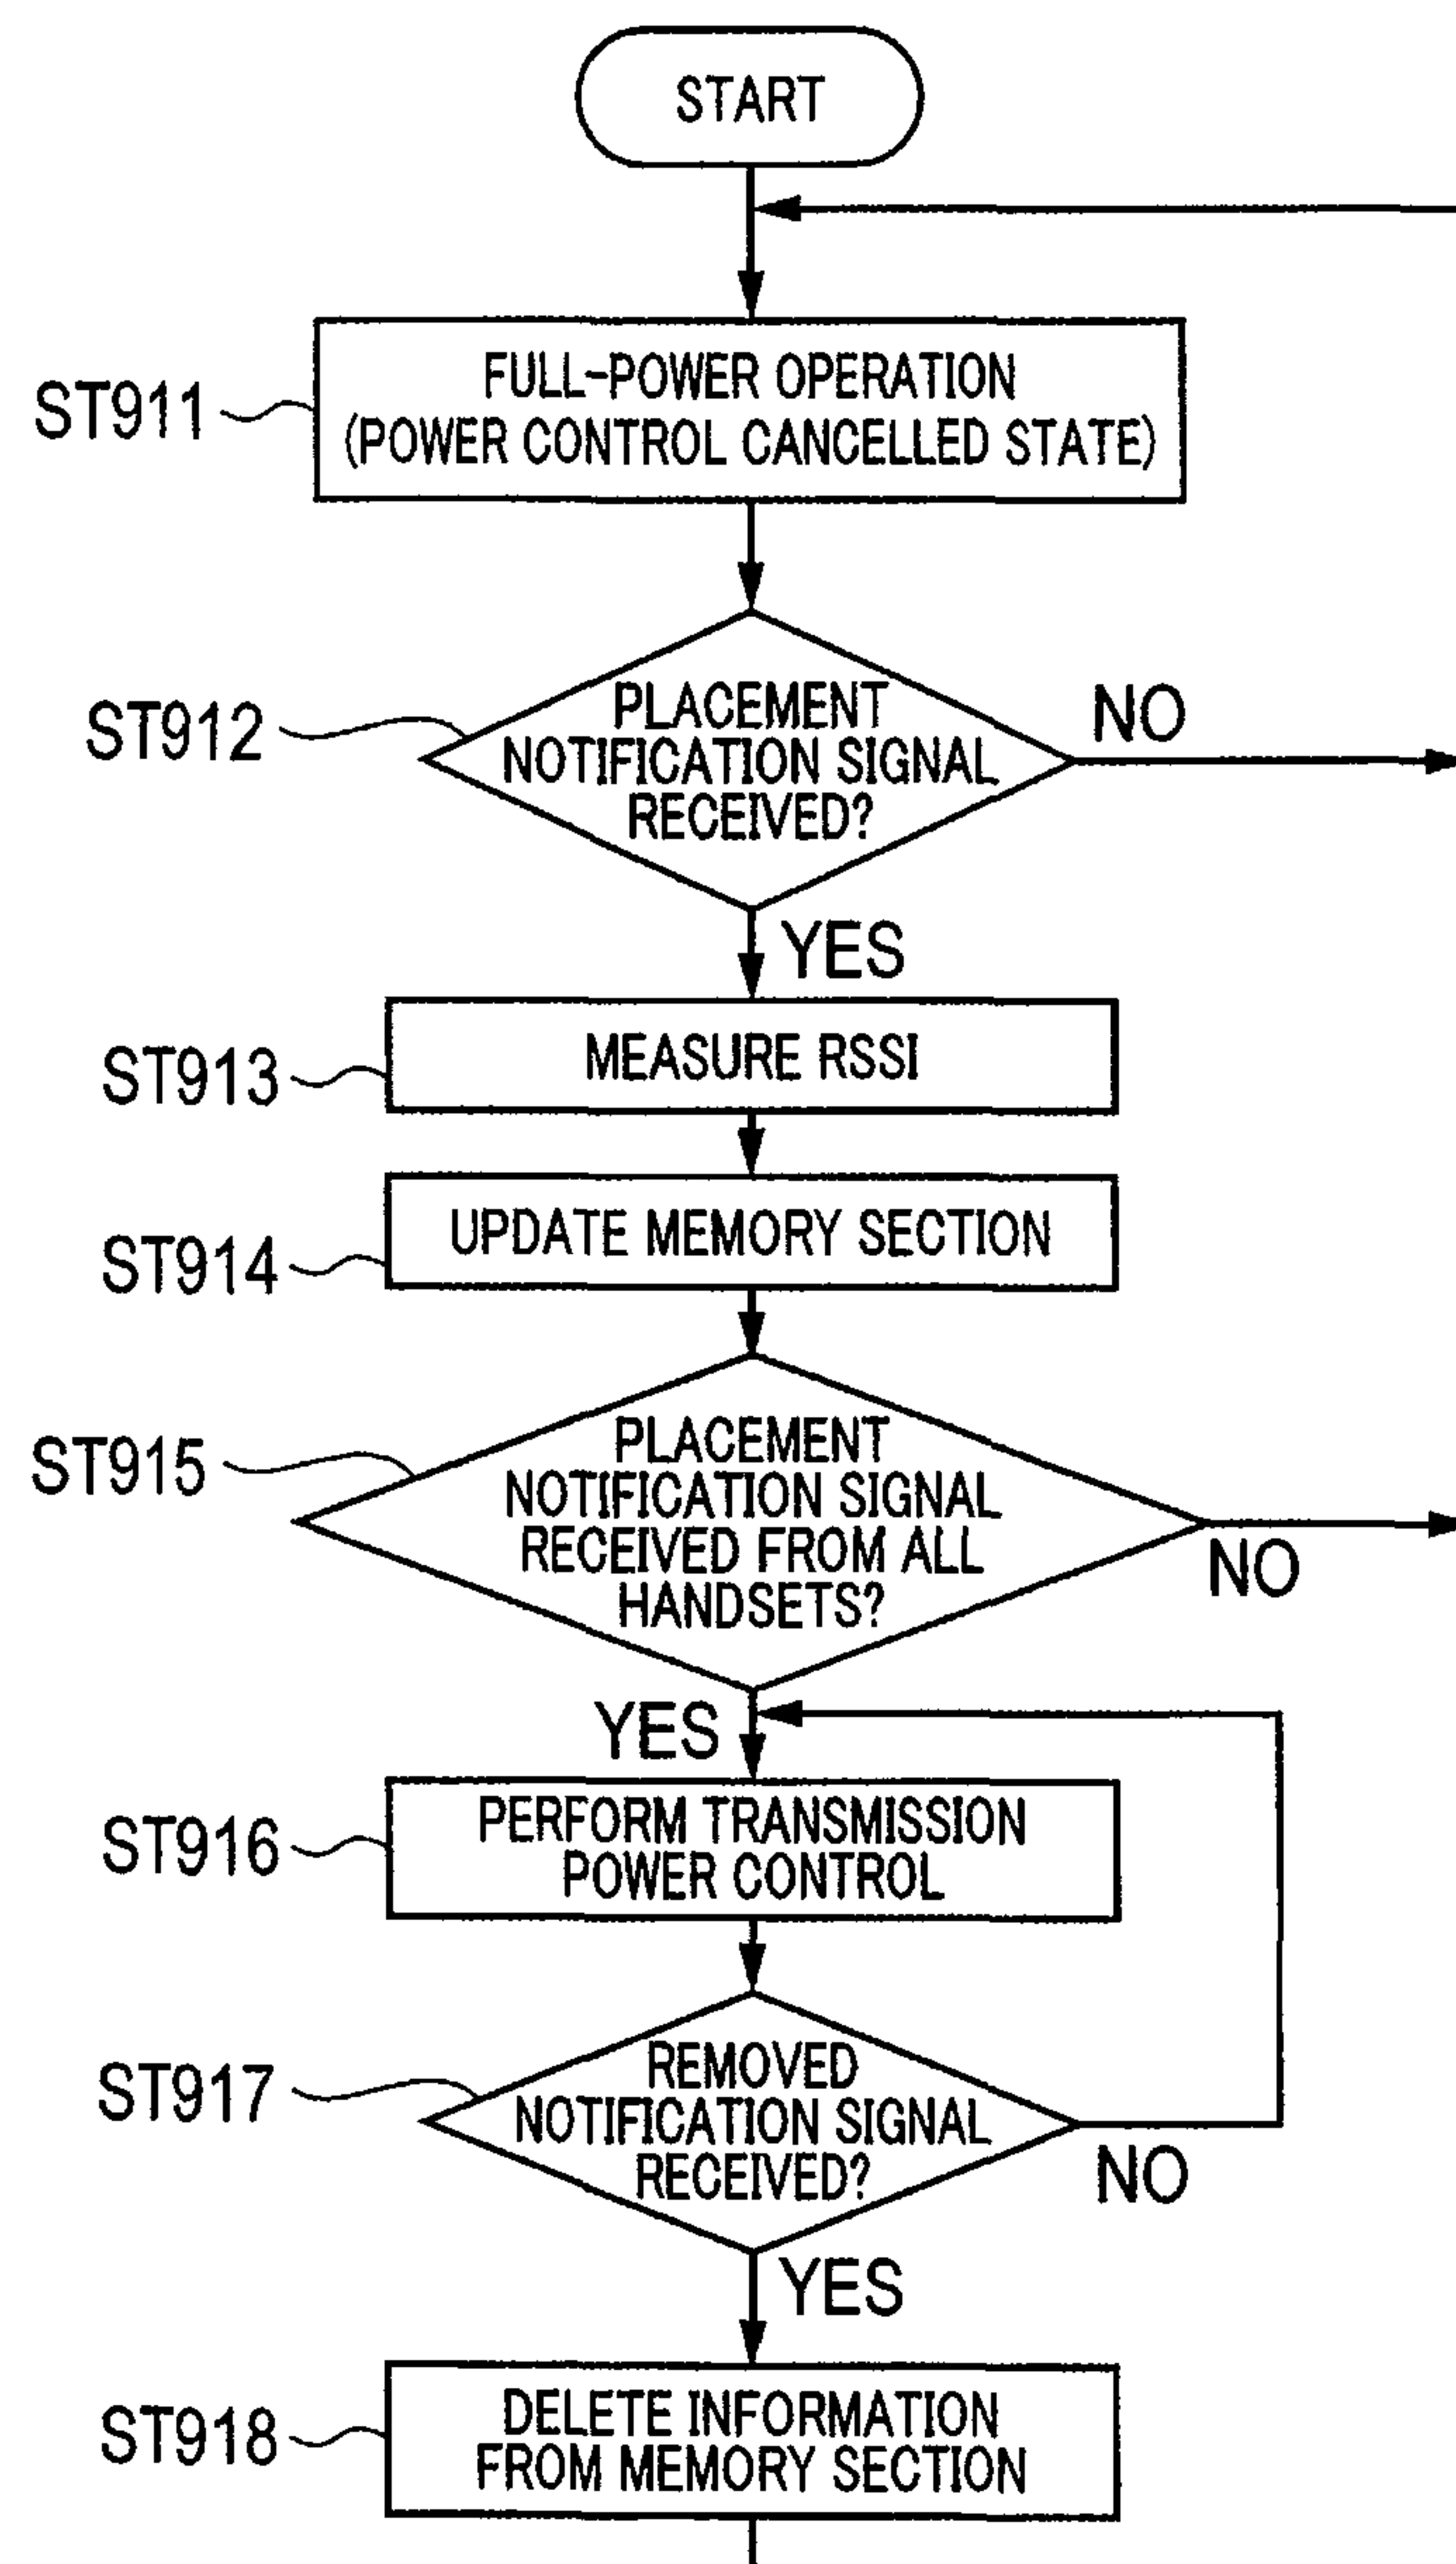 START
ST911
FULL-POWER OPERATION
(POWER CONTROL CANCELLED STATE)
ST912
PLACEMENT
NOTIFICATION SIGNAL
RECEIVED?
NO
YES
ST913
MEASURE RSSI
ST914
UPDATE MEMORY SECTION
ST915
PLACEMENT
NOTIFICATION SIGNAL
RECEIVED FROM ALL
HANDSETS?
NO
YES
ST916
PERFORM TRANSMISSION
POWER CONTROL
ST917
REMOVED
NOTIFICATION SIGNAL
RECEIVED?
NO
YES
ST918
DELETE INFORMATION
FROM MEMORY SECTION